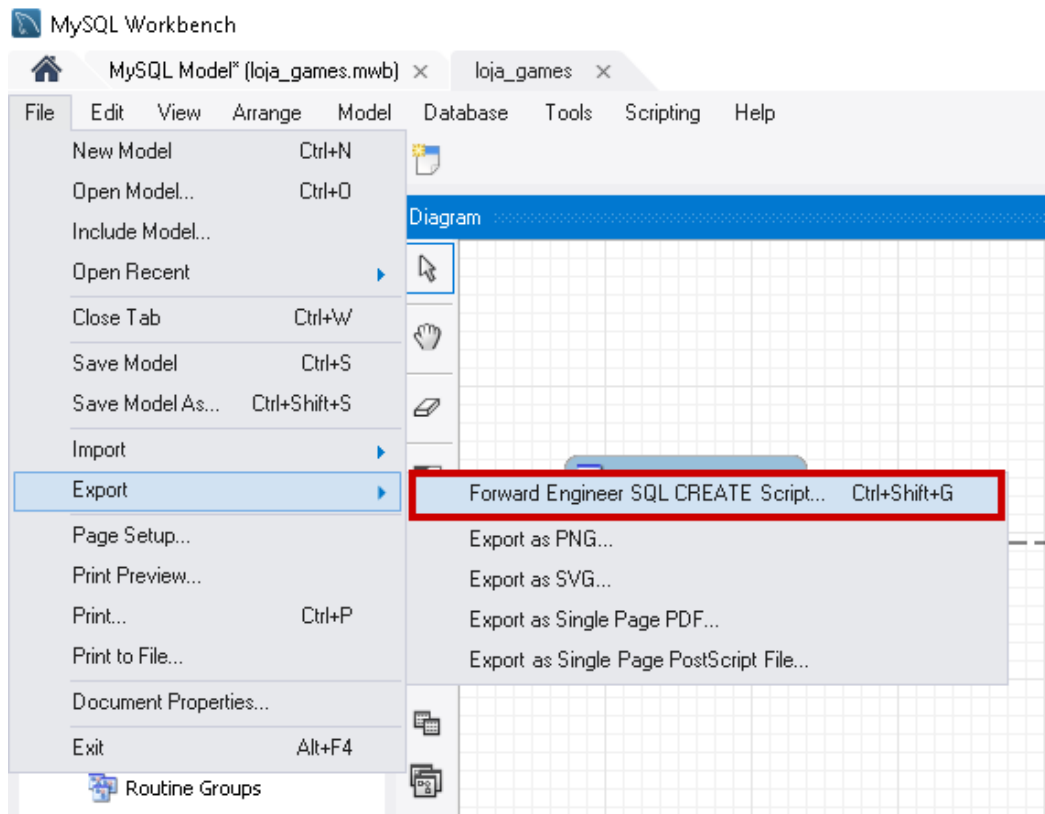 MySQL Workbench
MySQL Model* (loja_games.mwb) × loja_games ×
File Edit View Arrange Model Database Tools Scripting Help
New Model Ctrl+N
Open Model... Ctrl+O
Include Model...
Open Recent
Close Tab Ctrl+W
Save Model Ctrl+S
Save Model As... Ctrl+Shift+S
Import
Export
Page Setup...
Print Preview...
Print... Ctrl+P
Print to File...
Document Properties...
Exit Alt+F4
Diagram
Forward Engineer SQL CREATE Script... Ctrl+Shift+G
Export as PNG...
Export as SVG...
Export as Single Page PDF...
Export as Single Page PostScript File...
Routine Groups